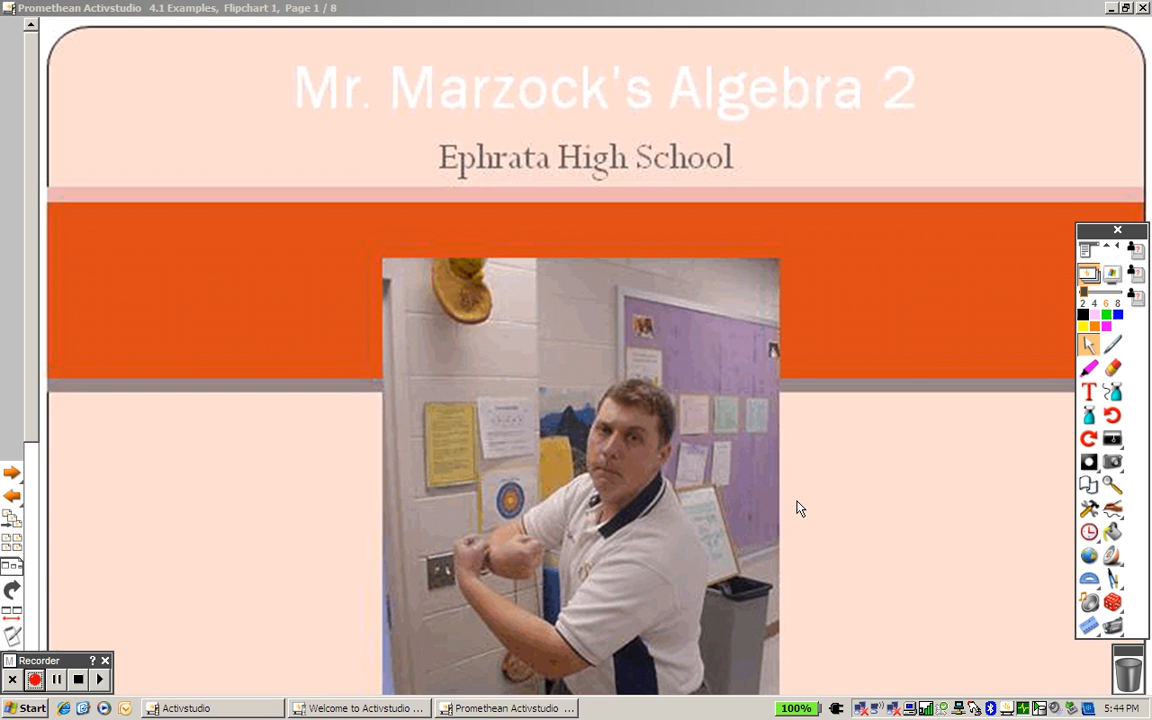 Promethean Activstudio   4.1 Examples, Flipchart 1, Page 1 / 8
Mr. Marzock's Algebra 2
Ephrata High School
2 4 6 8
T
M Recorder
?
Start
Activstudio
Welcome to Activstudio ...
Promethean Activstudio ...
100%
5:44 PM